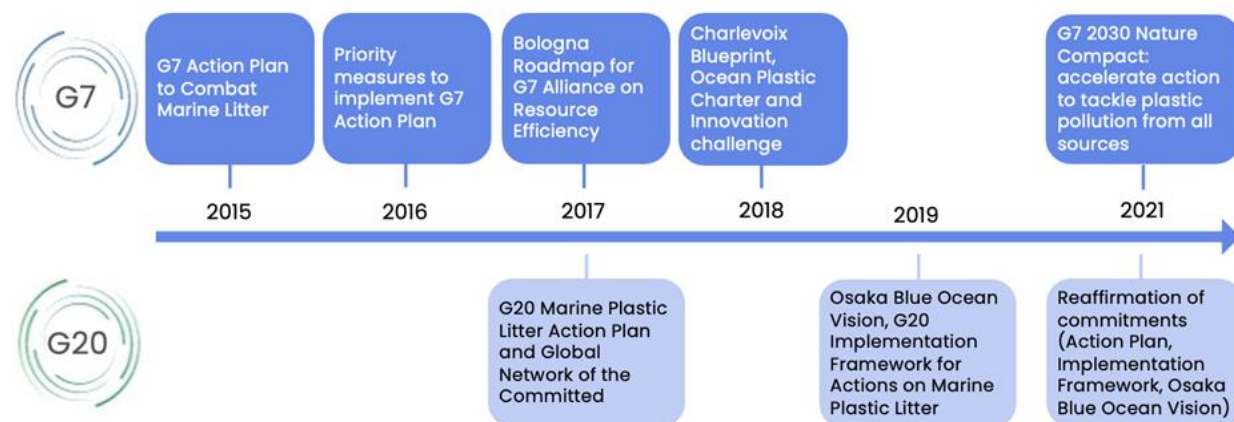 G7
G7 Action Plan
to Combat
Marine Litter
Priority
measures to
implement G7
Action Plan
Bologna
Roadmap for
G7 Alliance on
Resource
Efficiency
Charlevoix
Blueprint,
Ocean Plastic
Charter and
Innovation
challenge
G7 2030 Nature
Compact:
accelerate action
to tackle plastic
pollution from all
sources
2015
2016
2017
2018
2019
2021
G20
G20 Marine Plastic
Litter Action Plan
and Global
Network of the
Committed
Osaka Blue Ocean
Vision, G20
Implementation
Framework for
Actions on Marine
Plastic Litter
Reaffirmation of
commitments
(Action Plan,
Implementation
Framework, Osaka
Blue Ocean Vision)